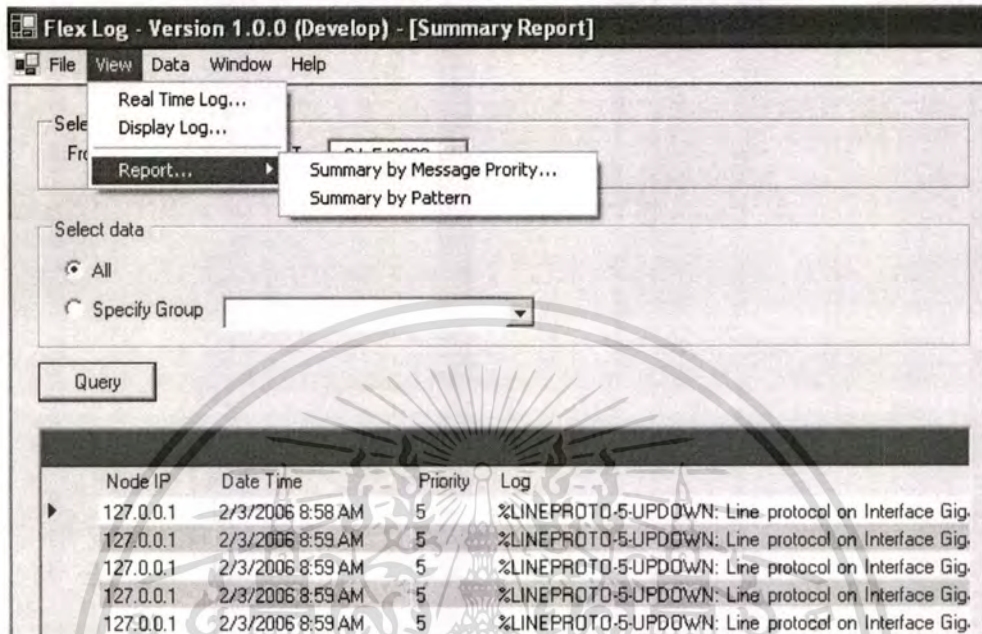 Flex Log - Version 1.0.0 (Develop) - [Summary Report]
File View Data Window Help
Real Time Log...
Display Log...
Report...
Summary by Message Prority...
Summary by Pattern
Sele
Select data
All
Specify Group
Query
Node IP Date Time Priority Log
127.0.0.1 2/3/2006 8:58 AM 5 %LINEPROTO-5-UPDOWN: Line protocol on Interface Gig
127.0.0.1 2/3/2006 8:59 AM 5 %LINEPROTO-5-UPDOWN: Line protocol on Interface Gig
127.0.0.1 2/3/2006 8:59 AM 5 %LINEPROTO-5-UPDOWN: Line protocol on Interface Gig
127.0.0.1 2/3/2006 8:59 AM 5 %LINEPROTO-5-UPDOWN: Line protocol on Interface Gig
127.0.0.1 2/3/2006 8:59 AM 5 %LINEPROTO-5-UPDOWN: Line protocol on Interface Gig